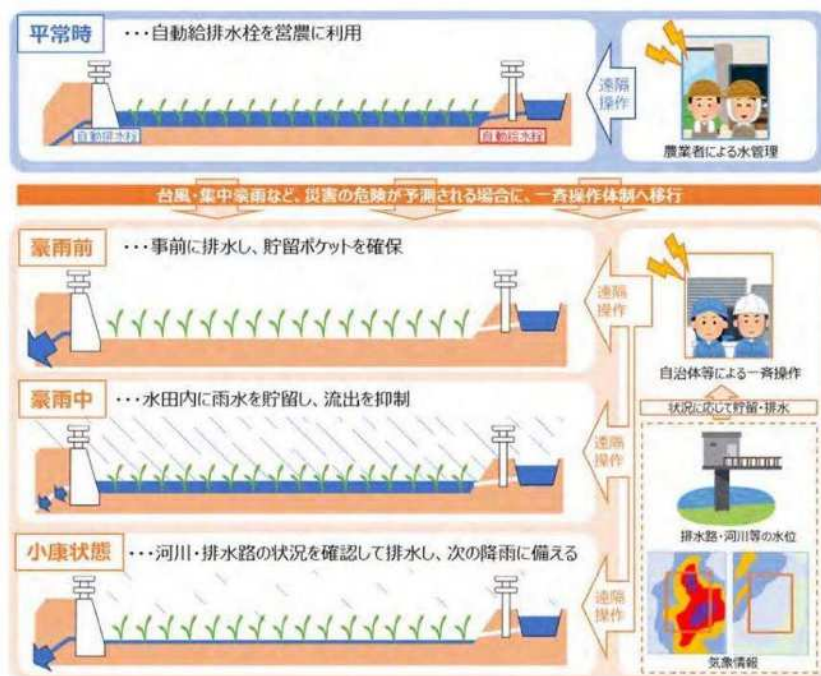 平常時
・・・自動給排水栓を営農に利用
自動排水栓
自動給水栓
遠隔
操作
農業者による水管理
台風・集中豪雨など、災害の危険が予測される場合に、一斉操作体制へ移行
豪雨前
・・・事前に排水し、貯留ポケットを確保
遠隔
操作
自治体等による一斉操作
状況に応じて貯留・排水
豪雨中
・・・水田内に雨水を貯留し、流出を抑制
遠隔
操作
排水路・河川等の水位
小康状態
・・・河川・排水路の状況を確認して排水し、次の降雨に備える
遠隔
操作
気象情報